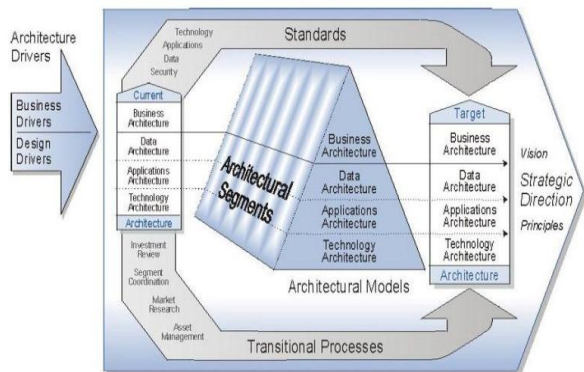 Architecture
Drivers
Business
Drivers
Design
Drivers
Technology
Applications
Data
Security
Standards
Current
Business
Architecture
Data
Architecture
Applications
Architecture
Technology
Architecture
Architecture
Architectural
Segments
Business
Architecture
Data
Architecture
Applications
Architecture
Technology
Architecture
Architectural Models
Target
Business
Architecture
Data
Architecture
Applications
Architecture
Technology
Architecture
Architecture
Vision
Strategic
Direction
Principles
Investment
Review
Segment
Coordination
Market
Research
Asset
Management
Transitional Processes